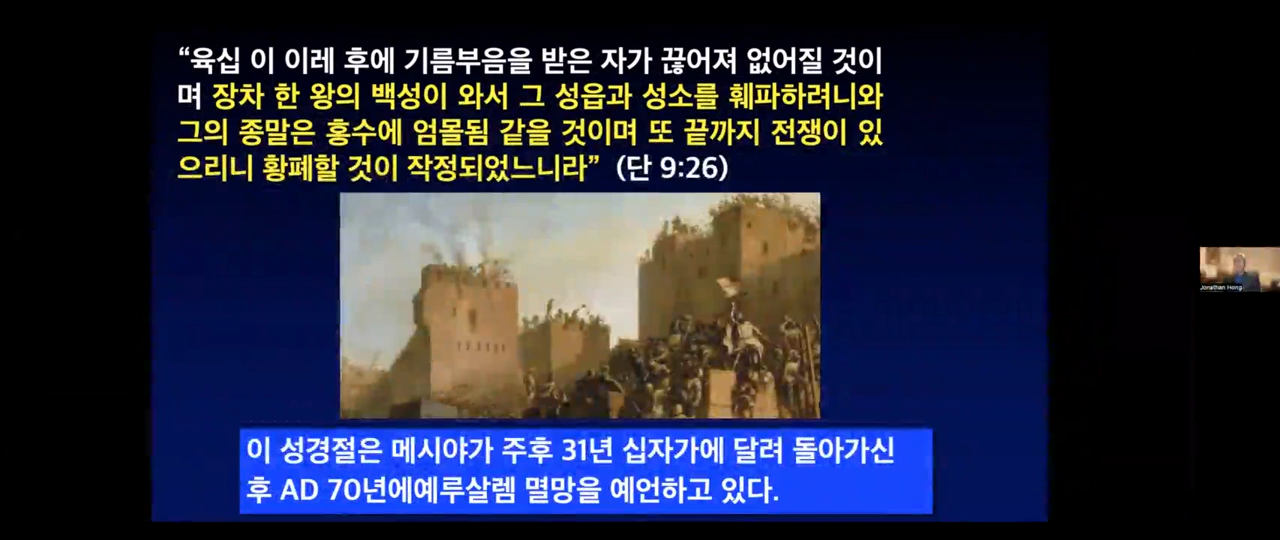 “육십 이 이레 후에 기름부음을 받은 자가 끊어져 없어질 것이
며 장차 한 왕의 백성이 와서 그 성읍과 성소를 훼파하려니와
그의 종말은 홍수에 엄몰됨 같을 것이며 또 끝까지 전쟁이 있
으리니 황폐할 것이 작정되었느니라” (단 9:26)
Jonathan Hong
이 성경절은 메시야가 주후 31년 십자가에 달려 돌아가신
후 AD 70년에예루살렘 멸망을 예언하고 있다.